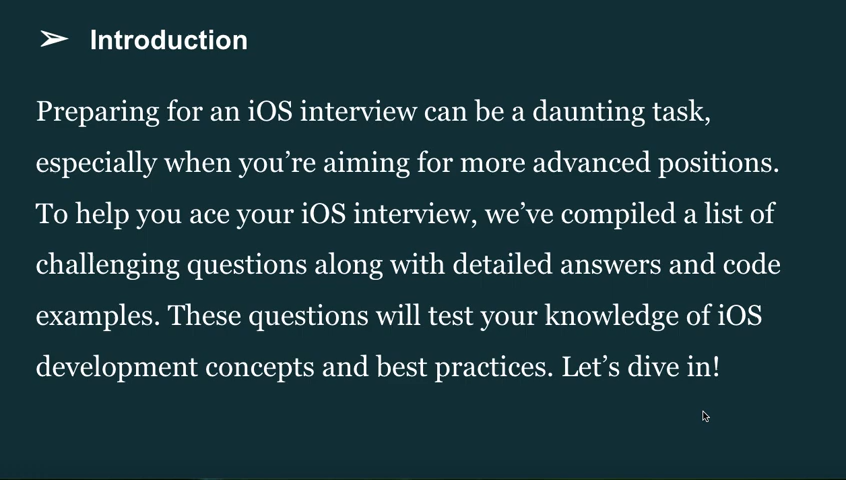 ➢ Introduction
Preparing for an iOS interview can be a daunting task,
especially when you’re aiming for more advanced positions.
To help you ace your iOS interview, we’ve compiled a list of
challenging questions along with detailed answers and code
examples. These questions will test your knowledge of iOS
development concepts and best practices. Let’s dive in!